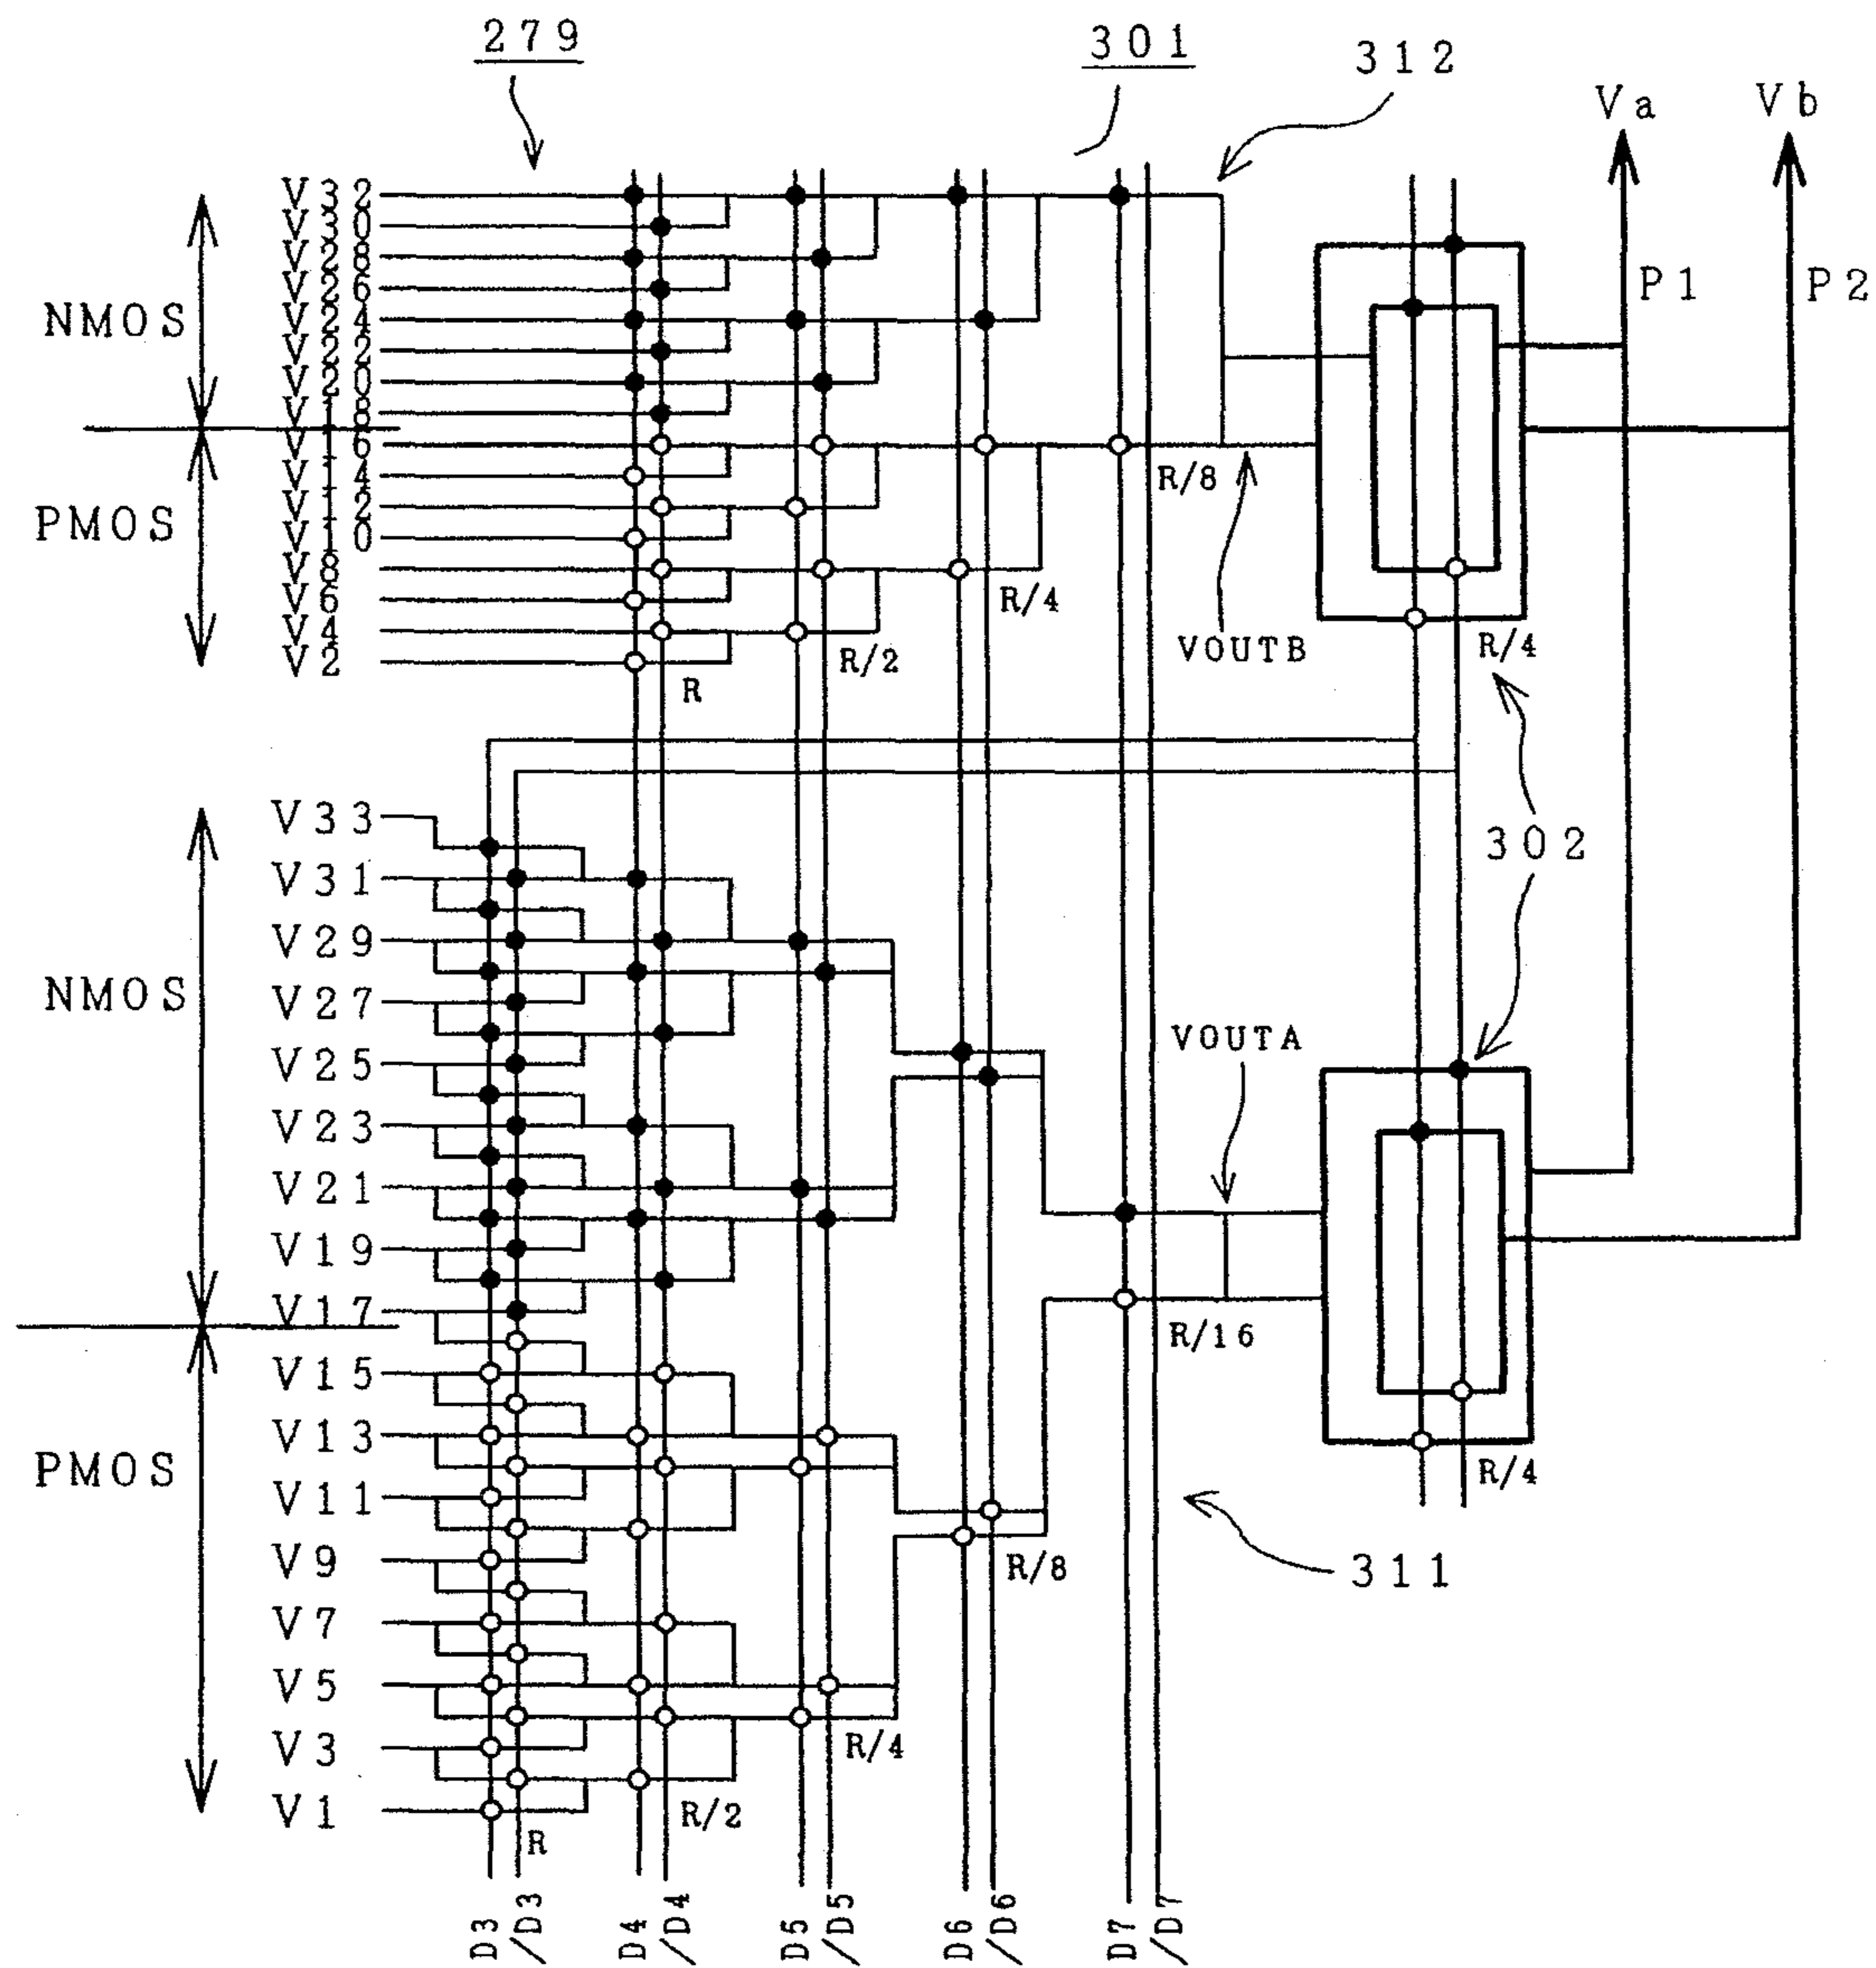 279
301
312
Va
Vb
V32
V30
V28
V26
V24
V22
V20
V18
V16
V14
V12
V10
V8
V6
V4
V2
NMOS
PMOS
P1
P2
R/8
R/4
R/2
R
VOUTB
R/4
302
V33
V31
V29
V27
V25
V23
V21
V19
V17
V15
V13
V11
V9
V7
V5
V3
V1
NMOS
PMOS
VOUTA
R/16
R/4
R/8
311
R/4
R/2
R
D3
/D3
D4
/D4
D5
/D5
D6
/D6
D7
/D7